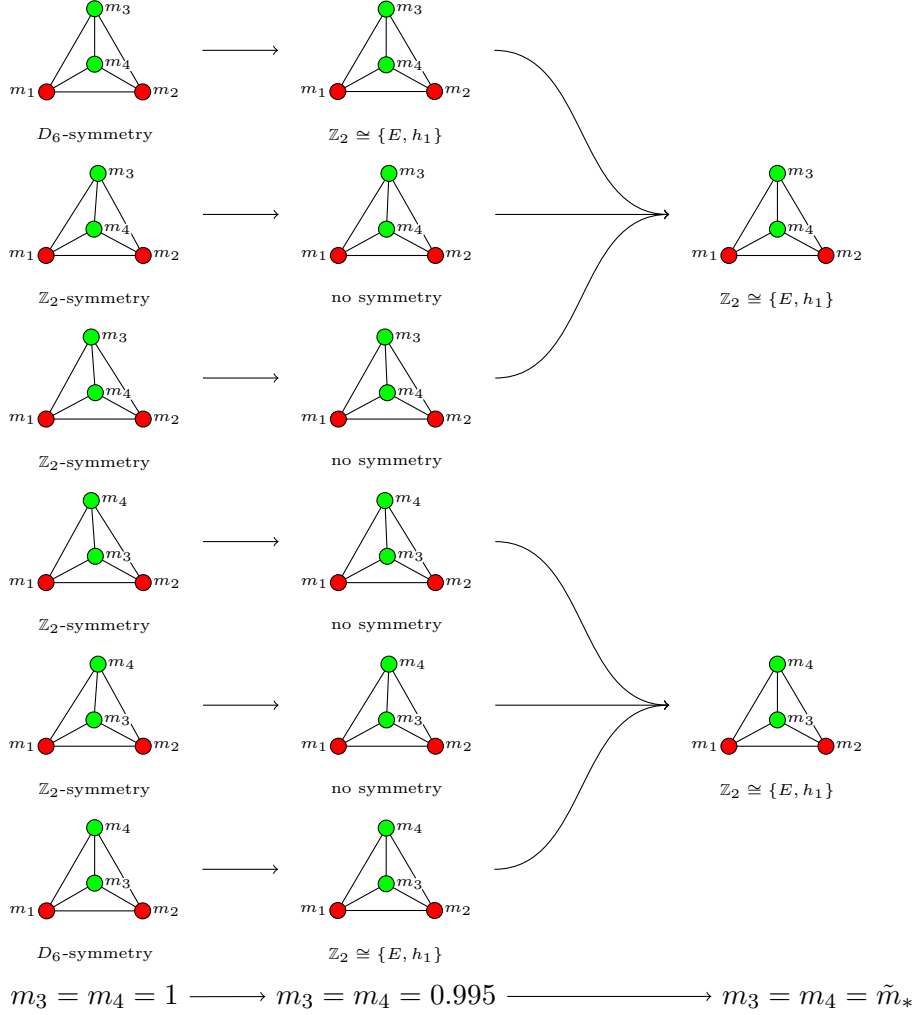 m₃ m₃
m₄ m₄
m₁ m₂ m₁ m₂
D₆-symmetry ℤ₂ ≅ {E, h₁}
m₃ m₃ m₃
m₄ m₄ m₄
m₁ m₂ m₁ m₂ m₁ m₂
ℤ₂-symmetry no symmetry ℤ₂ ≅ {E, h₁}
m₃ m₃
m₄ m₄
m₁ m₂ m₁ m₂
ℤ₂-symmetry no symmetry
m₄ m₄
m₃ m₃
m₁ m₂ m₁ m₂
ℤ₂-symmetry no symmetry
m₄ m₄ m₄
m₃ m₃ m₃
m₁ m₂ m₁ m₂ m₁ m₂
ℤ₂-symmetry no symmetry ℤ₂ ≅ {E, h₁}
m₄ m₄
m₃ m₃
m₁ m₂ m₁ m₂
D₆-symmetry ℤ₂ ≅ {E, h₁}
m₃ = m₄ = 1 m₃ = m₄ = 0.995 m₃ = m₄ = m̃₎